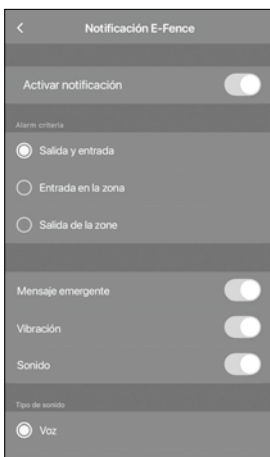 Notificación E-Fence
Activar notificación
Alarm criteria
Salida y entrada
Entrada en la zona
Salida de la zone
Mensaje emergente
Vibración
Sonido
Tipo de sonido
Voz